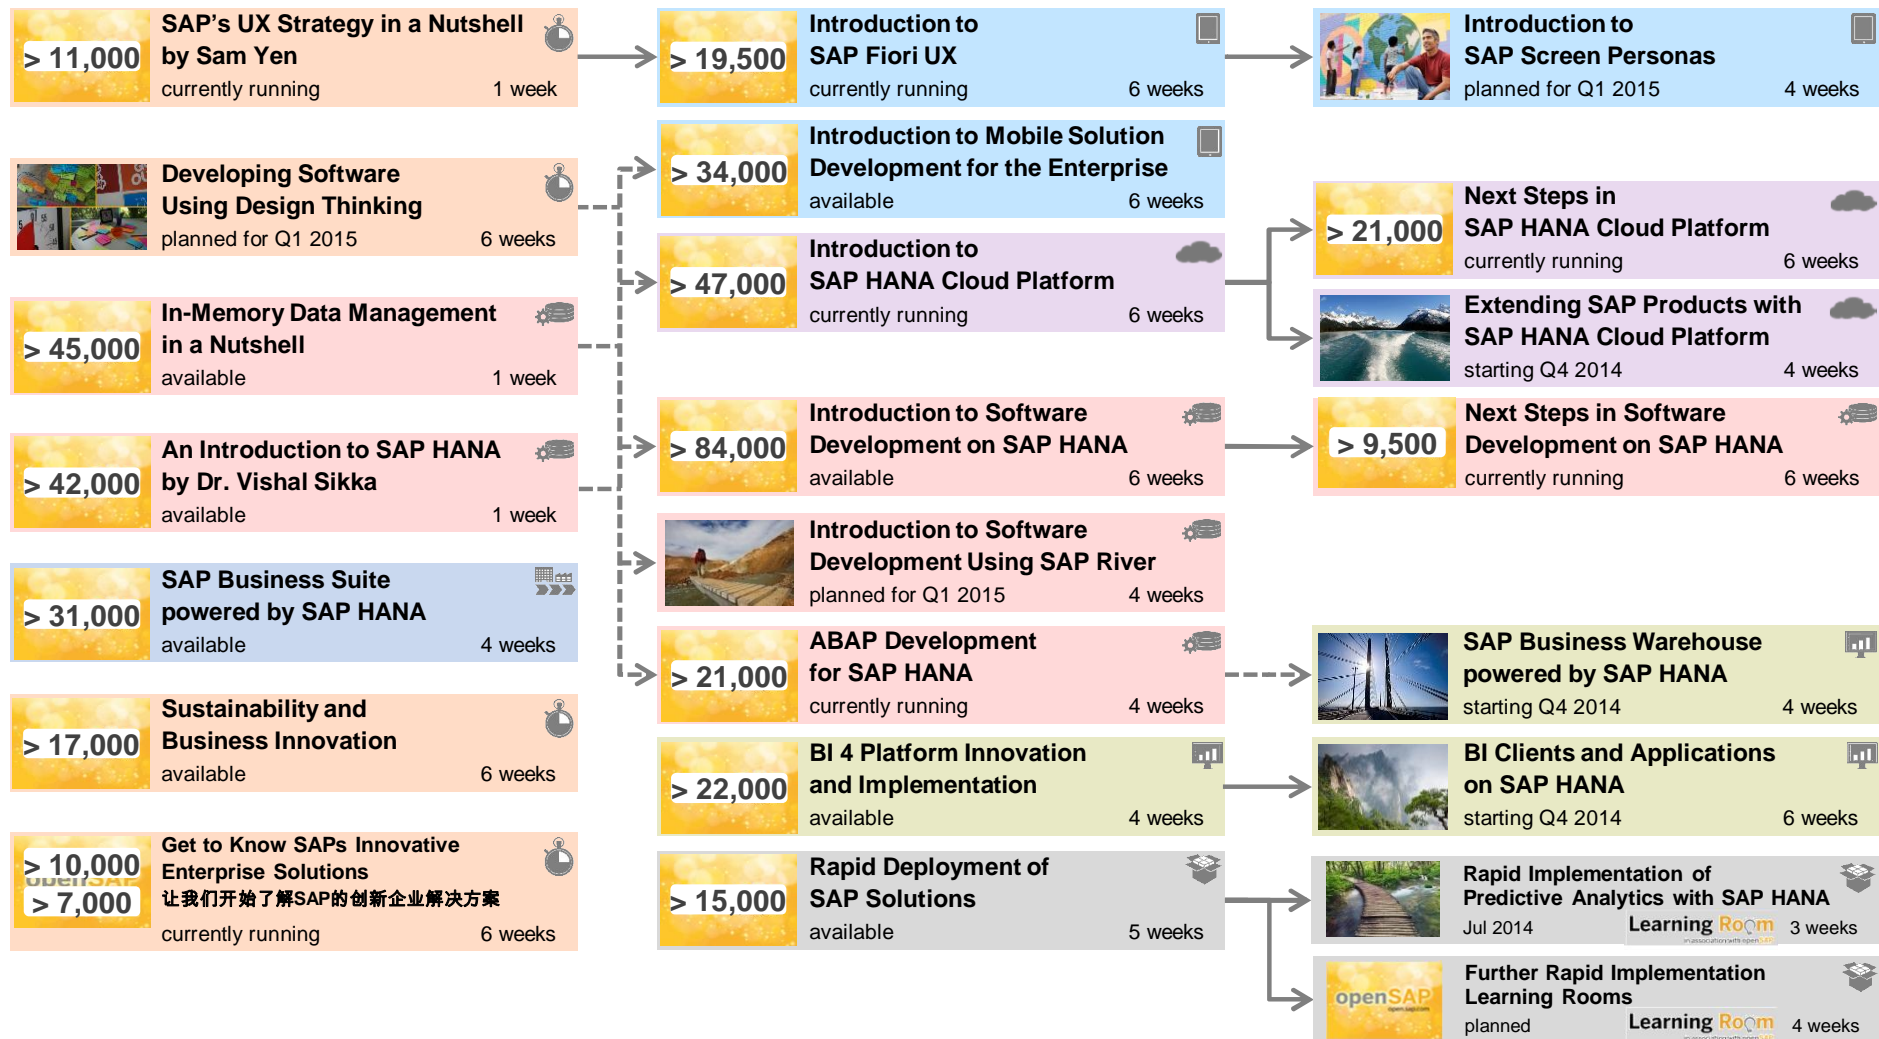 > 11,000
SAP's UX Strategy in a Nutshell
by Sam Yen
currently running 1 week
Developing Software
Using Design Thinking
planned for Q1 2015 6 weeks
> 45,000
In-Memory Data Management
in a Nutshell
available 1 week
> 42,000
An Introduction to SAP HANA
by Dr. Vishal Sikka
available 1 week
> 31,000
SAP Business Suite
powered by SAP HANA
available 4 weeks
> 17,000
Sustainability and
Business Innovation
available 6 weeks
> 10,000
openSAP
> 7,000
Get to Know SAPs Innovative
Enterprise Solutions
让我们开始了解SAP的创新企业解决方案
currently running 6 weeks
> 19,500
Introduction to
SAP Fiori UX
currently running 6 weeks
> 34,000
Introduction to Mobile Solution
Development for the Enterprise
available 6 weeks
> 47,000
Introduction to
SAP HANA Cloud Platform
currently running 6 weeks
> 84,000
Introduction to Software
Development on SAP HANA
available 6 weeks
Introduction to Software
Development Using SAP River
planned for Q1 2015 4 weeks
> 21,000
ABAP Development
for SAP HANA
currently running 4 weeks
> 22,000
BI 4 Platform Innovation
and Implementation
available 4 weeks
> 15,000
Rapid Deployment of
SAP Solutions
available 5 weeks
Introduction to
SAP Screen Personas
planned for Q1 2015 4 weeks
> 21,000
Next Steps in
SAP HANA Cloud Platform
currently running 6 weeks
Extending SAP Products with
SAP HANA Cloud Platform
starting Q4 2014 4 weeks
> 9,500
Next Steps in Software
Development on SAP HANA
currently running 6 weeks
SAP Business Warehouse
powered by SAP HANA
starting Q4 2014 4 weeks
BI Clients and Applications
on SAP HANA
starting Q4 2014 6 weeks
Rapid Implementation of
Predictive Analytics with SAP HANA
Jul 2014 Learning Room 3 weeks
in association with openSAP
openSAP
open.sap.com
Further Rapid Implementation
Learning Rooms
planned Learning Room 4 weeks